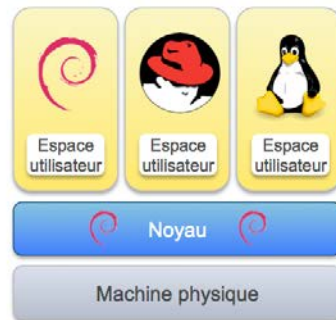 Espace
utilisateur
Espace
utilisateur
Espace
utilisateur
Noyau
Machine physique